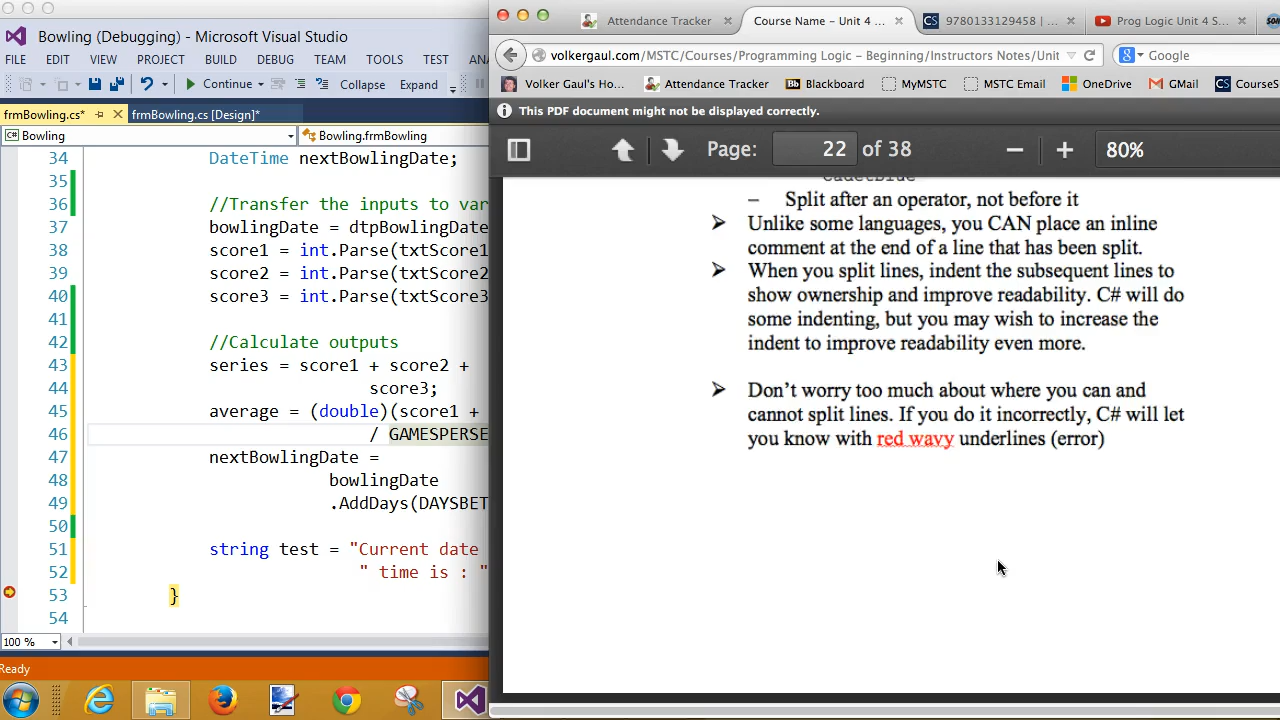 Bowling (Debugging) - Microsoft Visual Studio
FILE EDIT VIEW PROJECT BUILD DEBUG TEAM TOOLS TEST
Continue Collapse Expand
frmBowling.cs* frmBowling.cs [Design]*
C# Bowling Bowling.frmBowling
34 DateTime nextBowlingDate;
35
36 //Transfer the inputs to var
37 bowlingDate = dtpBowlingDate
38 score1 = int.Parse(txtScore1
39 score2 = int.Parse(txtScore2
40 score3 = int.Parse(txtScore3
41
42 //Calculate outputs
43 series = score1 + score2 +
44 score3;
45 average = (double)(score1 +
46 / GAMESPERSE
47 nextBowlingDate =
48 bowlingDate
49 .AddDays(DAYSBET
50
51 string test = "Current date
52 " time is : "
53 }
54
100 %
Ready
Attendance Tracker Course Name - Unit 4 ... CS 9780133129458 | ... Prog Logic Unit 4 S...
volkergaul.com/MSTC/Courses/Programming Logic – Beginning/Instructors Notes/Unit Google
Volker Gaul's Ho... Attendance Tracker Bb Blackboard MyMSTC MSTC Email OneDrive GMail CS CourseS
This PDF document might not be displayed correctly.
Page: 22 of 38 80%
CadetBlue
– Split after an operator, not before it
Unlike some languages, you CAN place an inline
comment at the end of a line that has been split.
When you split lines, indent the subsequent lines to
show ownership and improve readability. C# will do
some indenting, but you may wish to increase the
indent to improve readability even more.
Don't worry too much about where you can and
cannot split lines. If you do it incorrectly, C# will let
you know with red wavy underlines (error)